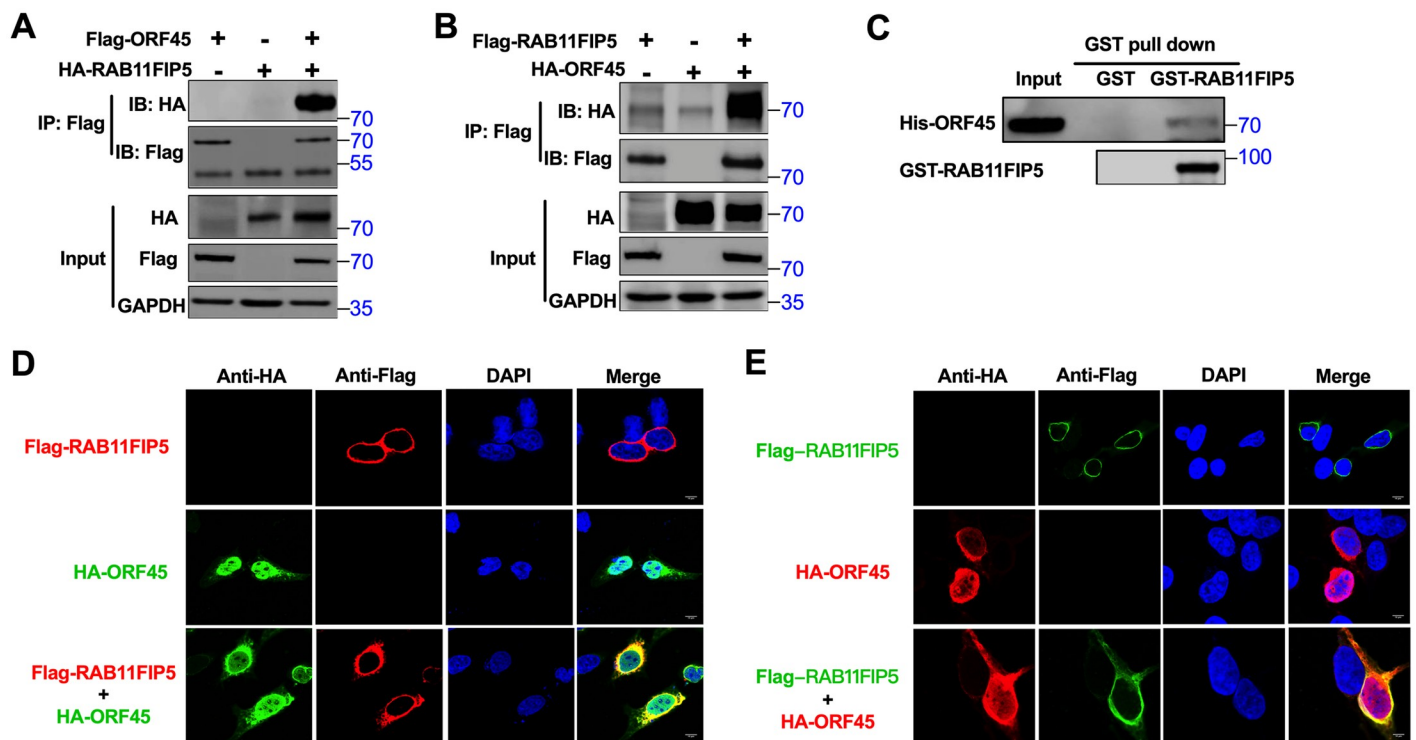 A
Flag-ORF45 + - +
HA-RAB11FIP5 - + +
IP: Flag
IB: HA
70
IB: Flag
70
55
Input
HA
70
Flag
70
GAPDH
35
B
Flag-RAB11FIP5 + - +
HA-ORF45 - + +
IP: Flag
IB: HA
70
IB: Flag
70
Input
HA
70
Flag
70
GAPDH
35
C
GST pull down
Input GST GST-RAB11FIP5
His-ORF45
70
100
GST-RAB11FIP5
D
Anti-HA Anti-Flag DAPI Merge
Flag-RAB11FIP5
HA-ORF45
Flag-RAB11FIP5
+
HA-ORF45
E
Anti-HA Anti-Flag DAPI Merge
Flag–RAB11FIP5
HA-ORF45
Flag–RAB11FIP5
+
HA-ORF45